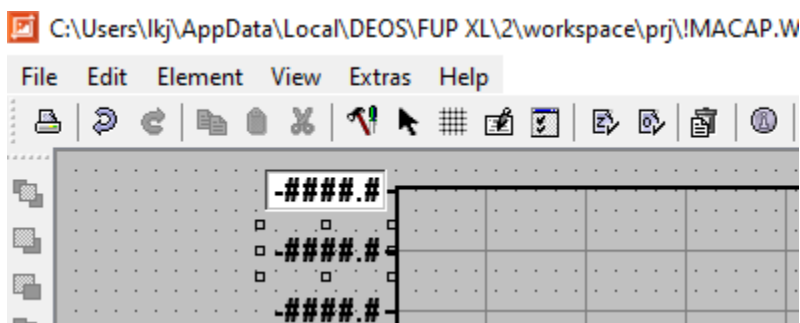 C:\Users\lkj\AppData\Local\DEOS\FUP XL\2\workspace\prj\!MACAP.W
File Edit Element View Extras Help
-####.#
-####.#
-####.#